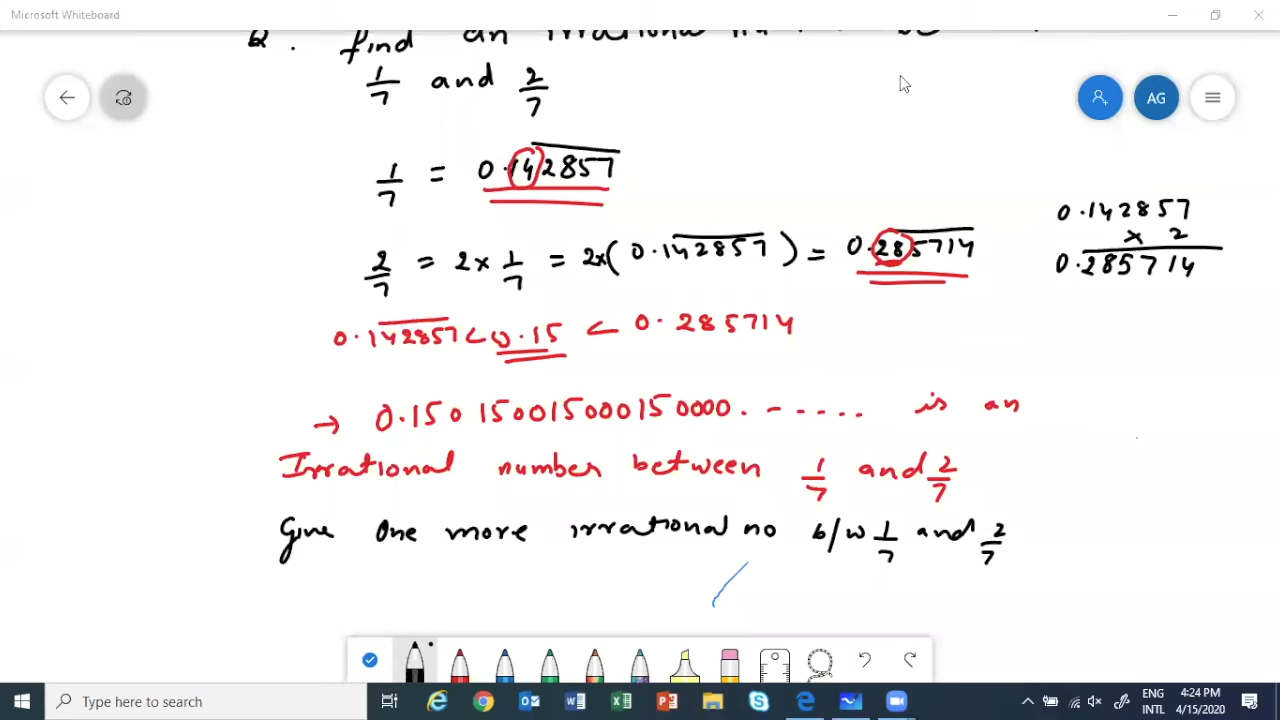 Microsoft Whiteboard
Q. find an irrational
1/7 and 2/7
AG
1/7 = 0.142857
2/7 = 2 x 1/7 = 2x(0.142857) = 0.285714
0.142857
x 2
0.285714
0.142857 < 0.15 < 0.285714
→ 0.150150015000150000. - . . . . . is an
Irrational number between 1/7 and 2/7
Give One more irrational no b/w 1/7 and 2/7
Type here to search
ENG
INTL
4:24 PM
4/15/2020